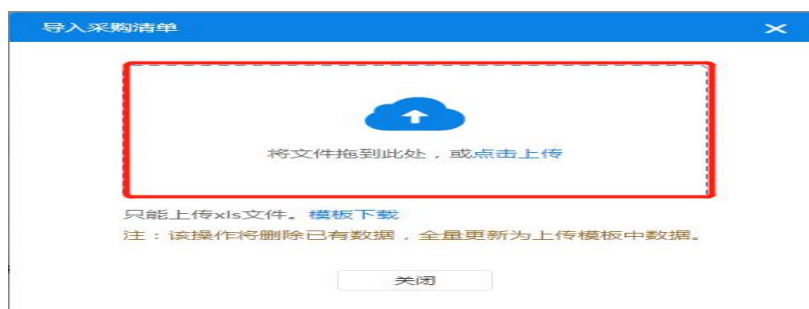 导入采购清单
将文件拖到此处，或点击上传
只能上传xls文件。模板下载
注：该操作将删除已有数据，全量更新为上传模板中数据。
关闭